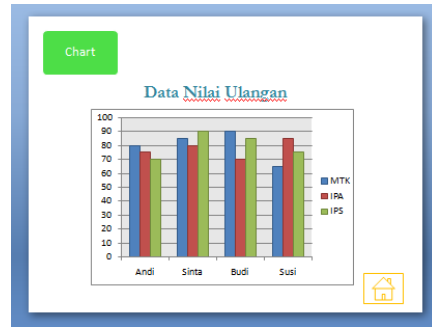 Chart
Data Nilai Ulangan
100
90
80
70
60
50
40
30
20
10
0
Andi Sinta Budi Susi
MTK
IPA
IPS